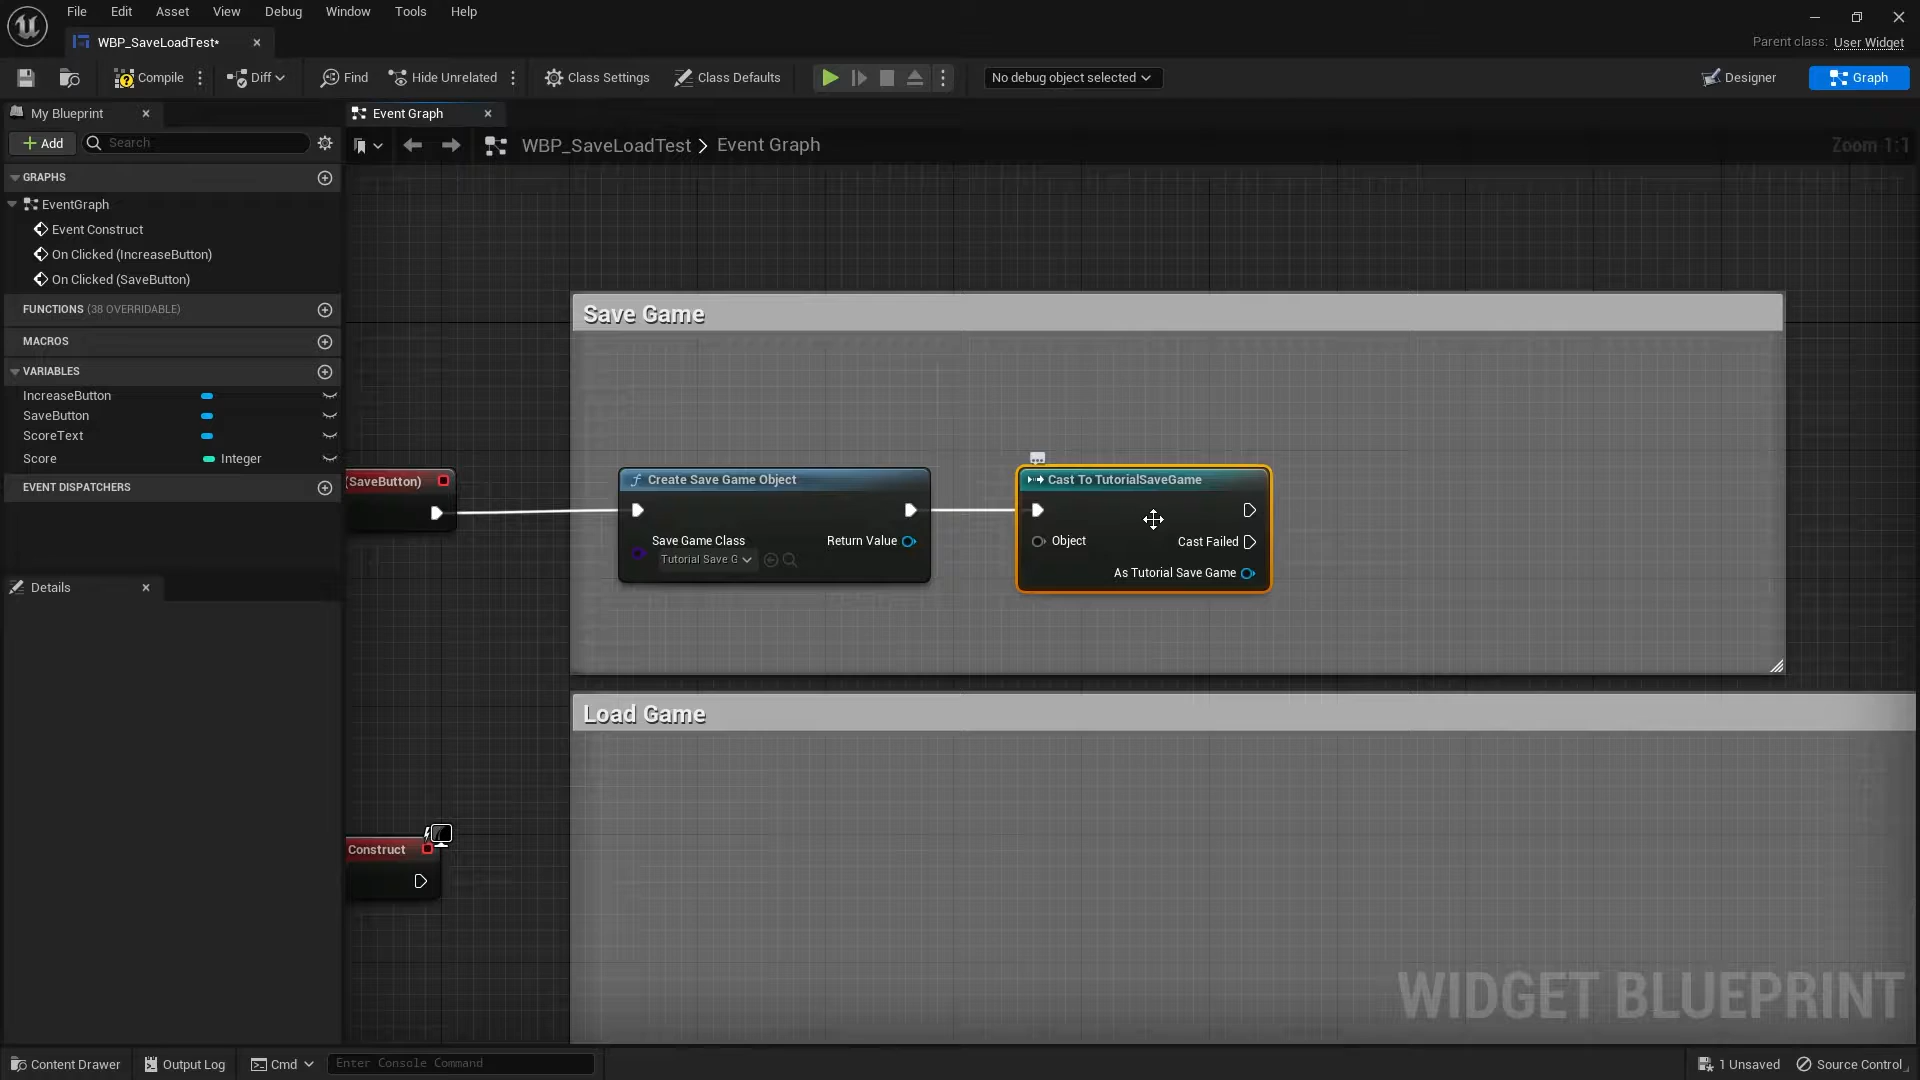 File Edit Asset View Debug Window Tools Help
WBP_SaveLoadTest*
Parent class: User Widget
Compile Diff Find Hide Unrelated Class Settings Class Defaults No debug object selected Designer Graph
My Blueprint Event Graph
Add Search WBP_SaveLoadTest > Event Graph Zoom 1:1
GRAPHS
EventGraph
Event Construct
On Clicked (IncreaseButton)
On Clicked (SaveButton)
FUNCTIONS (38 OVERRIDABLE)
MACROS
VARIABLES
IncreaseButton
SaveButton
ScoreText
Score Integer
EVENT DISPATCHERS
Details
Save Game
(SaveButton)
Create Save Game Object
Save Game Class Return Value
Tutorial Save G
Cast To TutorialSaveGame
Object Cast Failed
As Tutorial Save Game
Load Game
Construct
WIDGET BLUEPRINT
Content Drawer Output Log Cmd Enter Console Command 1 Unsaved Source Control